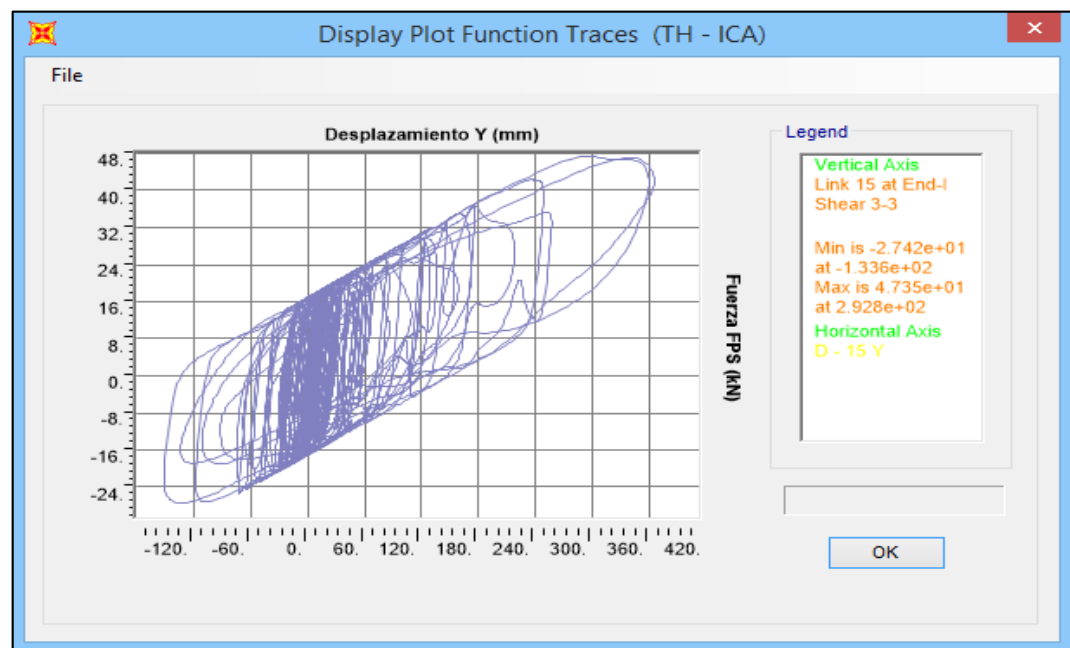 Display Plot Function Traces (TH - ICA)
File
Desplazamiento Y (mm)
48.
40.
32.
24.
16.
8.
0.
-8.
-16.
-24.
-120. -60. 0. 60. 120. 180. 240. 300. 360. 420.
Fuerza FPS (kN)
Legend
Vertical Axis
Link 15 at End-I
Shear 3-3
Min is -2.742e+01
at -1.336e+02
Max is 4.735e+01
at 2.928e+02
Horizontal Axis
D - 15 Y
OK